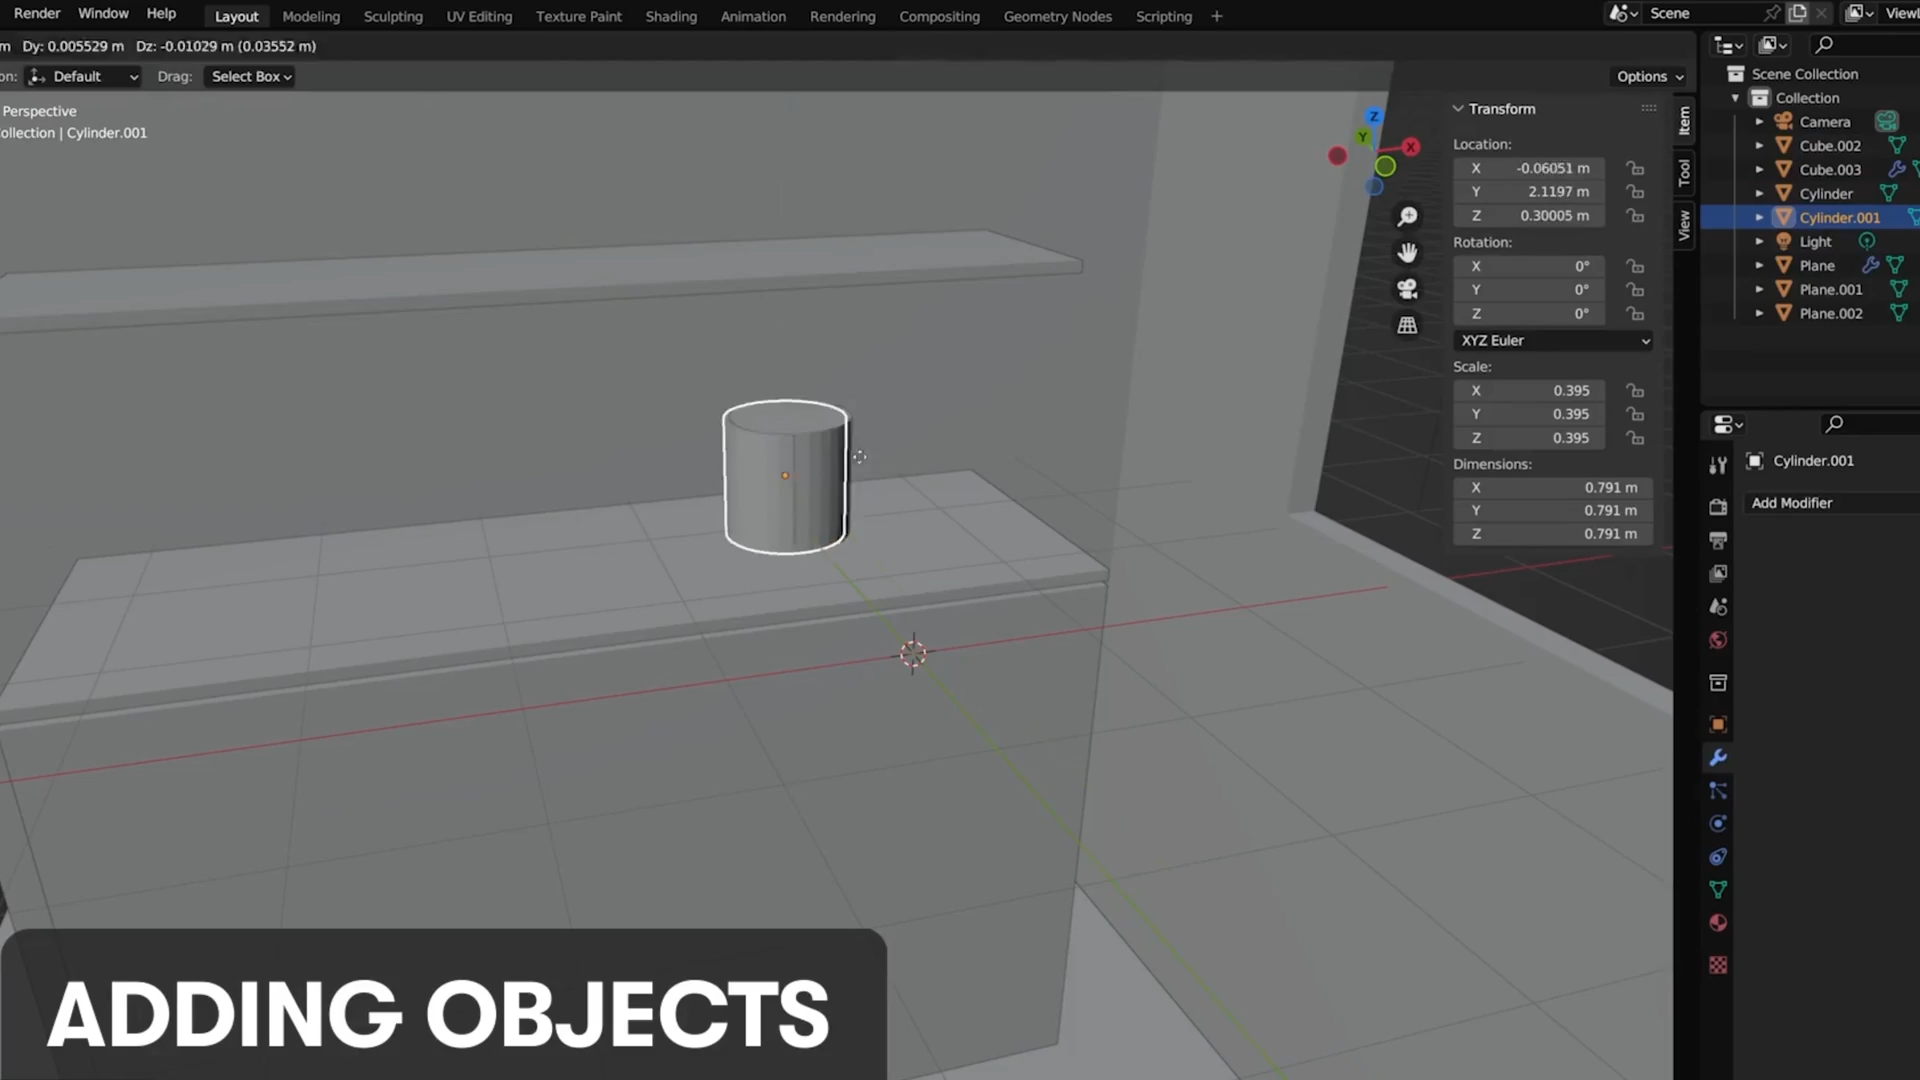 Render Window Help Layout Modeling Sculpting UV Editing Texture Paint Shading Animation Rendering Compositing Geometry Nodes Scripting + Scene ViewL
m Dy: 0.005529 m Dz: -0.01029 m (0.03552 m)
on: Default Drag: Select Box Options
Perspective
ollection | Cylinder.001
Z
Y
X
Transform
Location:
X -0.06051 m
Y 2.1197 m
Z 0.30005 m
Rotation:
X 0°
Y 0°
Z 0°
XYZ Euler
Scale:
X 0.395
Y 0.395
Z 0.395
Dimensions:
X 0.791 m
Y 0.791 m
Z 0.791 m
Item
Tool
View
Scene Collection
Collection
Camera
Cube.002
Cube.003
Cylinder
Cylinder.001
Light
Plane
Plane.001
Plane.002
Cylinder.001
Add Modifier
ADDING OBJECTS